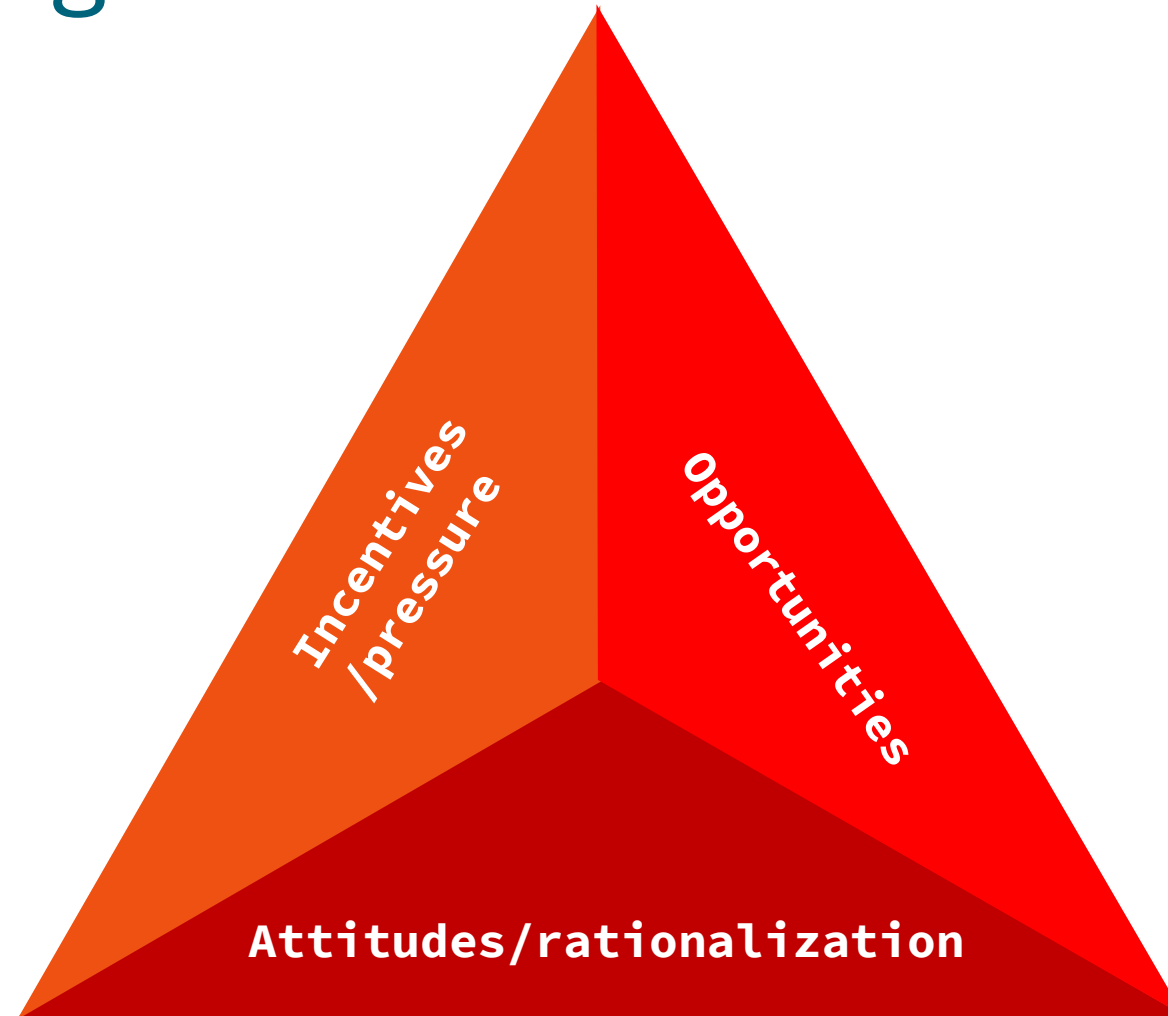 g
Incentives
/pressure
Opportunities
Attitudes/rationalization